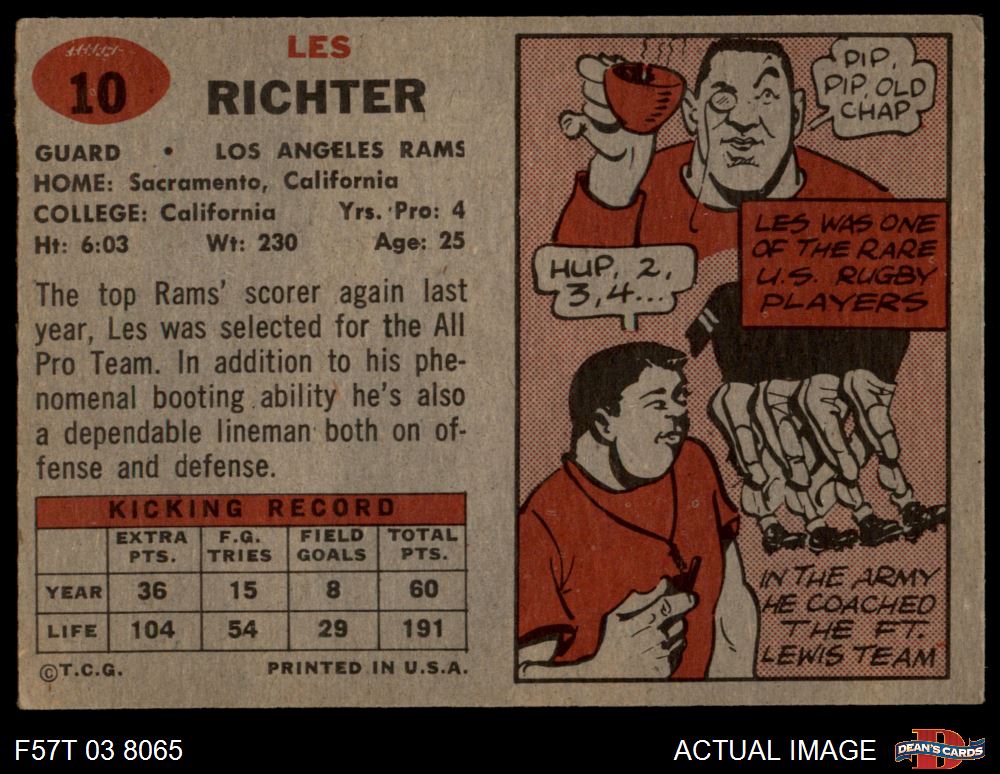 10
LES
RICHTER
GUARD • LOS ANGELES RAMS
HOME: Sacramento, California
COLLEGE: California Yrs. Pro: 4
Ht: 6:03 Wt: 230 Age: 25
The top Rams' scorer again last
year, Les was selected for the All
Pro Team. In addition to his phe-
nomenal booting ability he's also
a dependable lineman both on of-
fense and defense.
KICKING RECORD
EXTRA PTS. F.G. TRIES FIELD GOALS TOTAL PTS.
YEAR 36 15 8 60
LIFE 104 54 29 191
©T.C.G. PRINTED IN U.S.A.
PIP,
PIP, OLD
CHAP
LES WAS ONE
OF THE RARE
U.S. RUGBY
PLAYERS
HUP, 2,
3, 4...
IN THE ARMY
HE COACHED
THE FT.
LEWIS TEAM
F57T 03 8065
ACTUAL IMAGE
DEAN'S CARDS